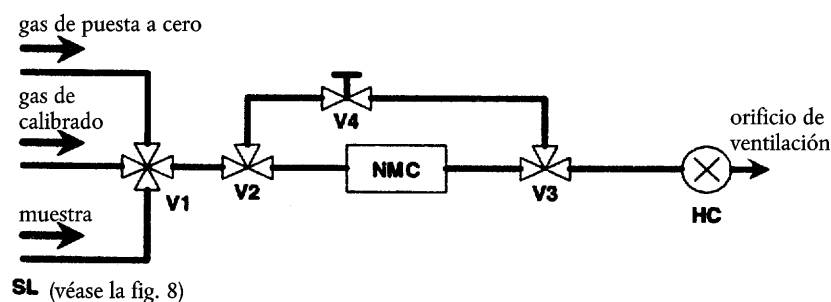 gas de puesta a cero
gas de
calibrado
muestra
SL (véase la fig. 8)
V1
V2
V4
NMC
V3
HC
orificio de
ventilación